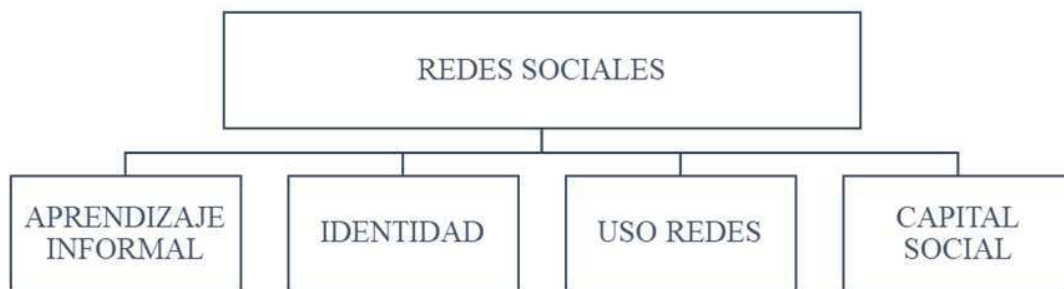 REDES SOCIALES
APRENDIZAJE
INFORMAL
IDENTIDAD
USO REDES
CAPITAL
SOCIAL